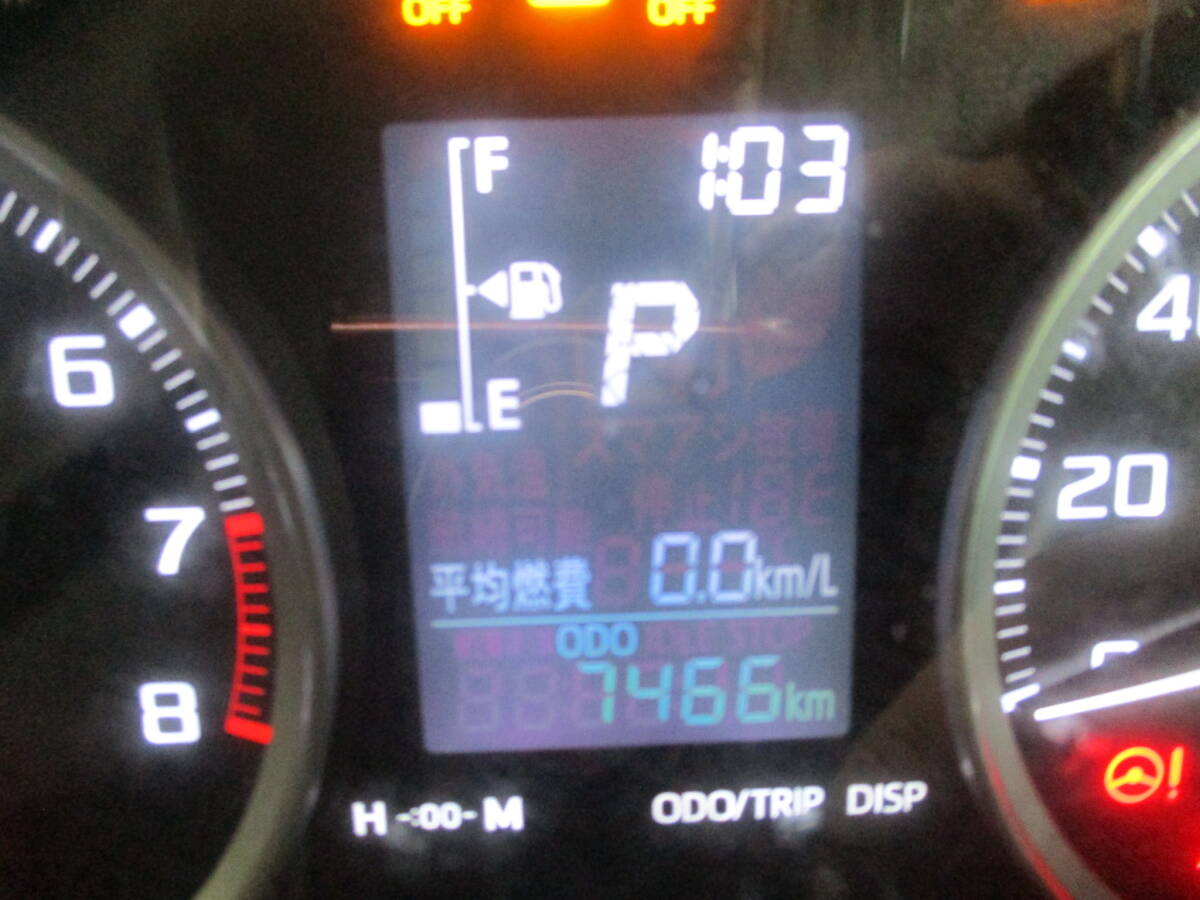 OFF OFF
F 1:03
P
E
平均燃費 0.0km/L
ODO
7466km
6
7
8
40
20
H -:00- M ODO/TRIP DISP